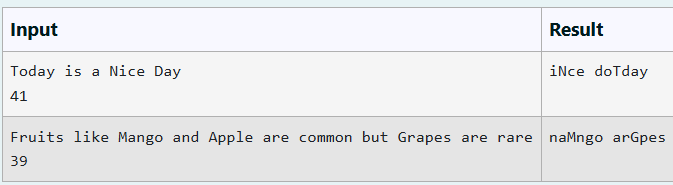 Input Result
Today is a Nice Day iNce doTday
41
Fruits like Mango and Apple are common but Grapes are rare naMngo arGpes
39